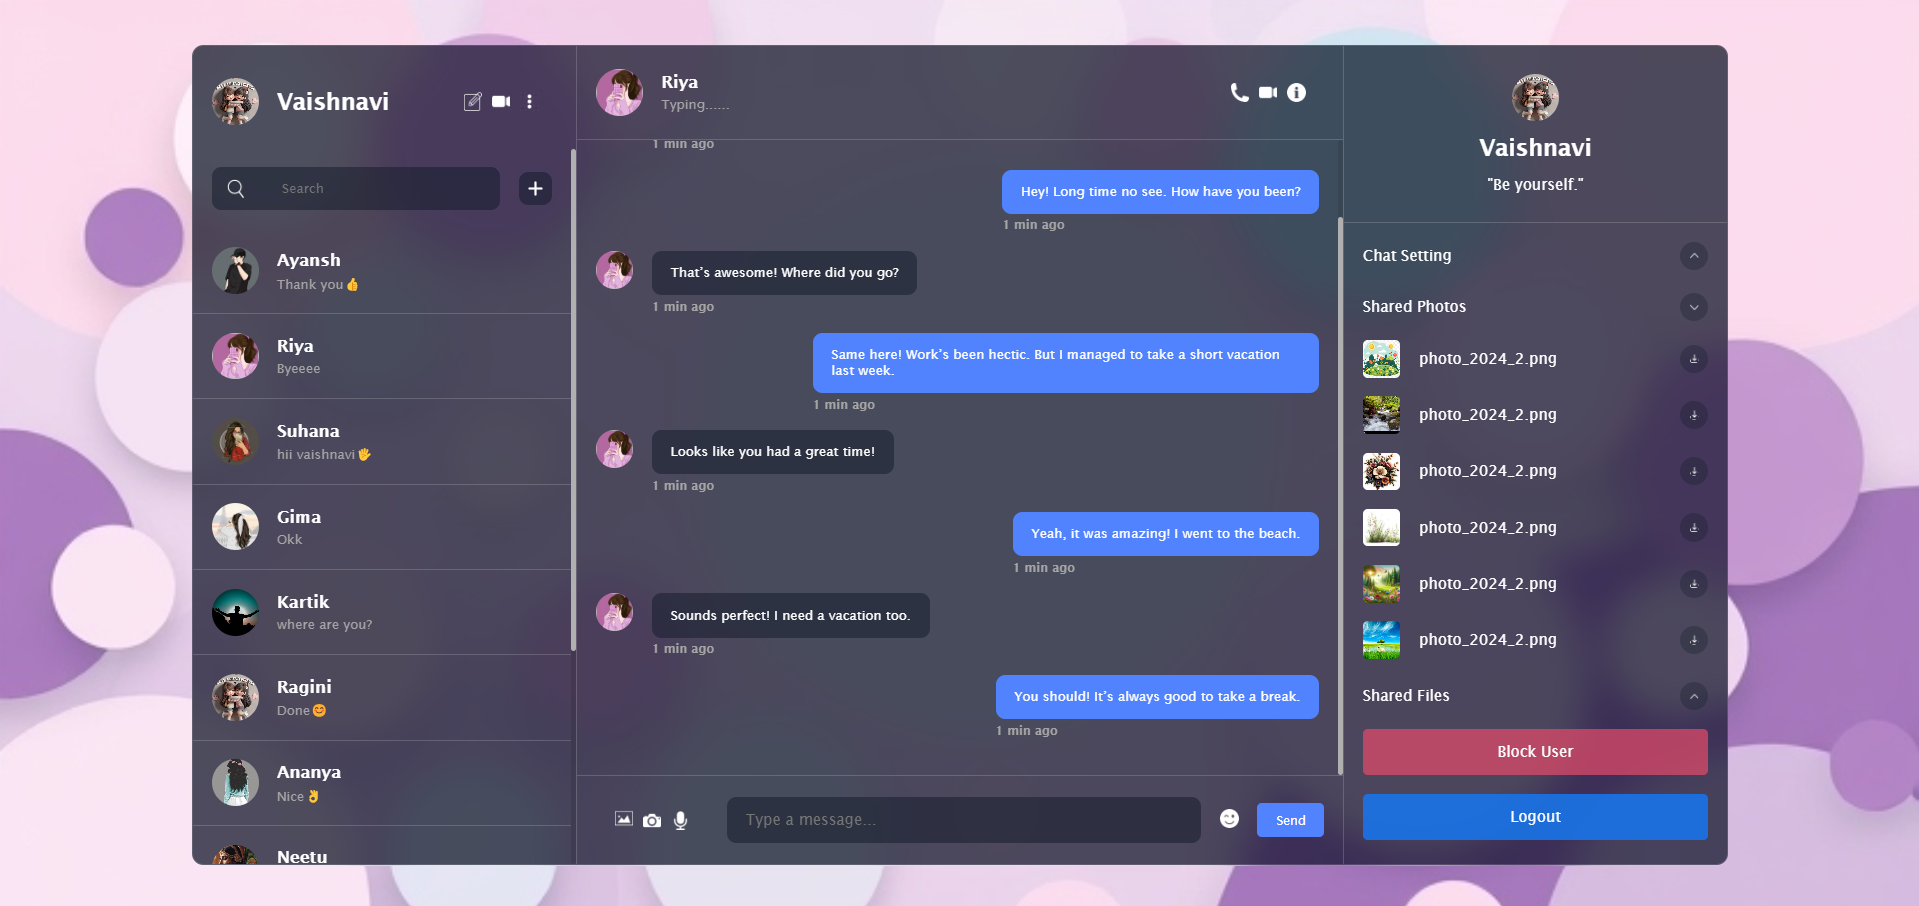 Vaishnavi
Search
Ayansh
Thank you👍
Riya
Byeeee
Suhana
hii vaishnavi🖐
Gima
Okk
Kartik
where are you?
Ragini
Done😊
Ananya
Nice👌
Neetu
Riya
Typing......
1 min ago
Hey! Long time no see. How have you been?
1 min ago
That's awesome! Where did you go?
1 min ago
Same here! Work's been hectic. But I managed to take a short vacation
last week.
1 min ago
Looks like you had a great time!
1 min ago
Yeah, it was amazing! I went to the beach.
1 min ago
Sounds perfect! I need a vacation too.
1 min ago
You should! It's always good to take a break.
1 min ago
Type a message...
Send
Vaishnavi
"Be yourself."
Chat Setting
Shared Photos
photo_2024_2.png
photo_2024_2.png
photo_2024_2.png
photo_2024_2.png
photo_2024_2.png
photo_2024_2.png
Shared Files
Block User
Logout